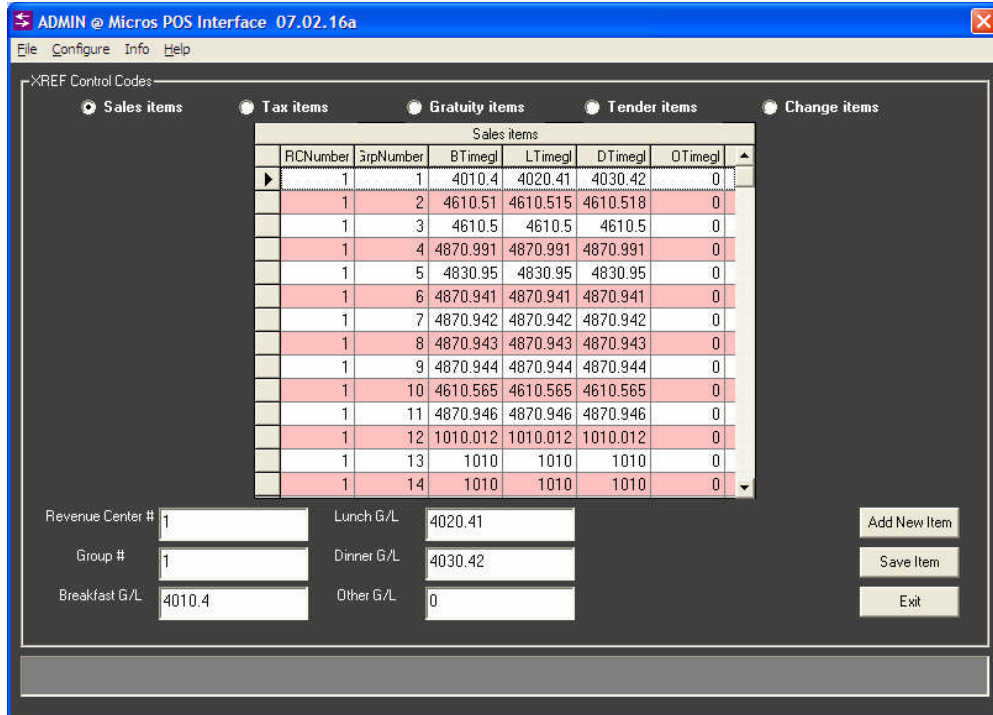 ADMIN @ Micros POS Interface 07.02.16a
File Configure Info Help
XREF Control Codes
Sales items Tax items Gratuity items Tender items Change items
Sales items
RCNumber GrpNumber BTimegl LTimegl DTimegl OTimegl
1 1 4010.4 4020.41 4030.42 0
1 2 4610.51 4610.515 4610.518 0
1 3 4610.5 4610.5 4610.5 0
1 4 4870.991 4870.991 4870.991 0
1 5 4830.95 4830.95 4830.95 0
1 6 4870.941 4870.941 4870.941 0
1 7 4870.942 4870.942 4870.942 0
1 8 4870.943 4870.943 4870.943 0
1 9 4870.944 4870.944 4870.944 0
1 10 4610.565 4610.565 4610.565 0
1 11 4870.946 4870.946 4870.946 0
1 12 1010.012 1010.012 1010.012 0
1 13 1010 1010 1010 0
1 14 1010 1010 1010 0
Revenue Center # 1 Lunch G/L 4020.41 Add New Item
Group # 1 Dinner G/L 4030.42 Save Item
Breakfast G/L 4010.4 Other G/L 0 Exit